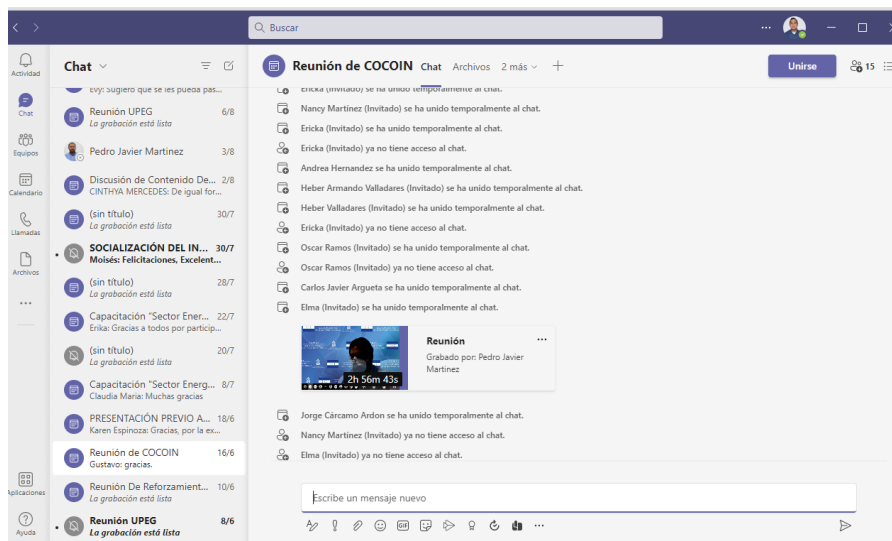 Buscar
Actividad
Chat
Equipos
Calendario
Llamadas
Archivos
Aplicaciones
Ayuda
Chat
Evy: Sugiero que se les pueda pas...
Reunión UPEG 6/8
La grabación está lista
Pedro Javier Martinez 3/8
Discusión de Contenido De... 2/8
CINTHYA MERCEDES: De igual for...
(sin título) 30/7
La grabación está lista
SOCIALIZACIÓN DEL IN... 30/7
Moisés: Felicitaciones, Excelent...
(sin título) 28/7
La grabación está lista
Capacitación "Sector Ener... 22/7
Erika: Gracias a todos por particip...
(sin título) 20/7
La grabación está lista
Capacitación "Sector Energ... 8/7
Claudia Maria: Muchas gracias
PRESENTACIÓN PREVIO A... 18/6
Karen Espinoza: Gracias, por la ex...
Reunión de COCOIN 16/6
Gustavo: gracias.
Reunión De Reforzamient... 10/6
La grabación está lista
Reunión UPEG 8/6
La grabación está lista
Reunión de COCOIN Chat Archivos 2 más
Unirse 15
Ericka (Invitado) se ha unido temporalmente al chat.
Nancy Martínez (Invitado) se ha unido temporalmente al chat.
Ericka (Invitado) se ha unido temporalmente al chat.
Ericka (Invitado) ya no tiene acceso al chat.
Andrea Hernandez se ha unido temporalmente al chat.
Heber Armando Valladares (Invitado) se ha unido temporalmente al chat.
Heber Valladares (Invitado) se ha unido temporalmente al chat.
Ericka (Invitado) ya no tiene acceso al chat.
Oscar Ramos (Invitado) se ha unido temporalmente al chat.
Oscar Ramos (Invitado) ya no tiene acceso al chat.
Carlos Javier Argueta se ha unido temporalmente al chat.
Elma (Invitado) se ha unido temporalmente al chat.
2h 56m 43s
Reunión
Grabado por: Pedro Javier
Martinez
Jorge Cárcamo Ardon se ha unido temporalmente al chat.
Nancy Martínez (Invitado) ya no tiene acceso al chat.
Elma (Invitado) ya no tiene acceso al chat.
Escribe un mensaje nuevo
GIF